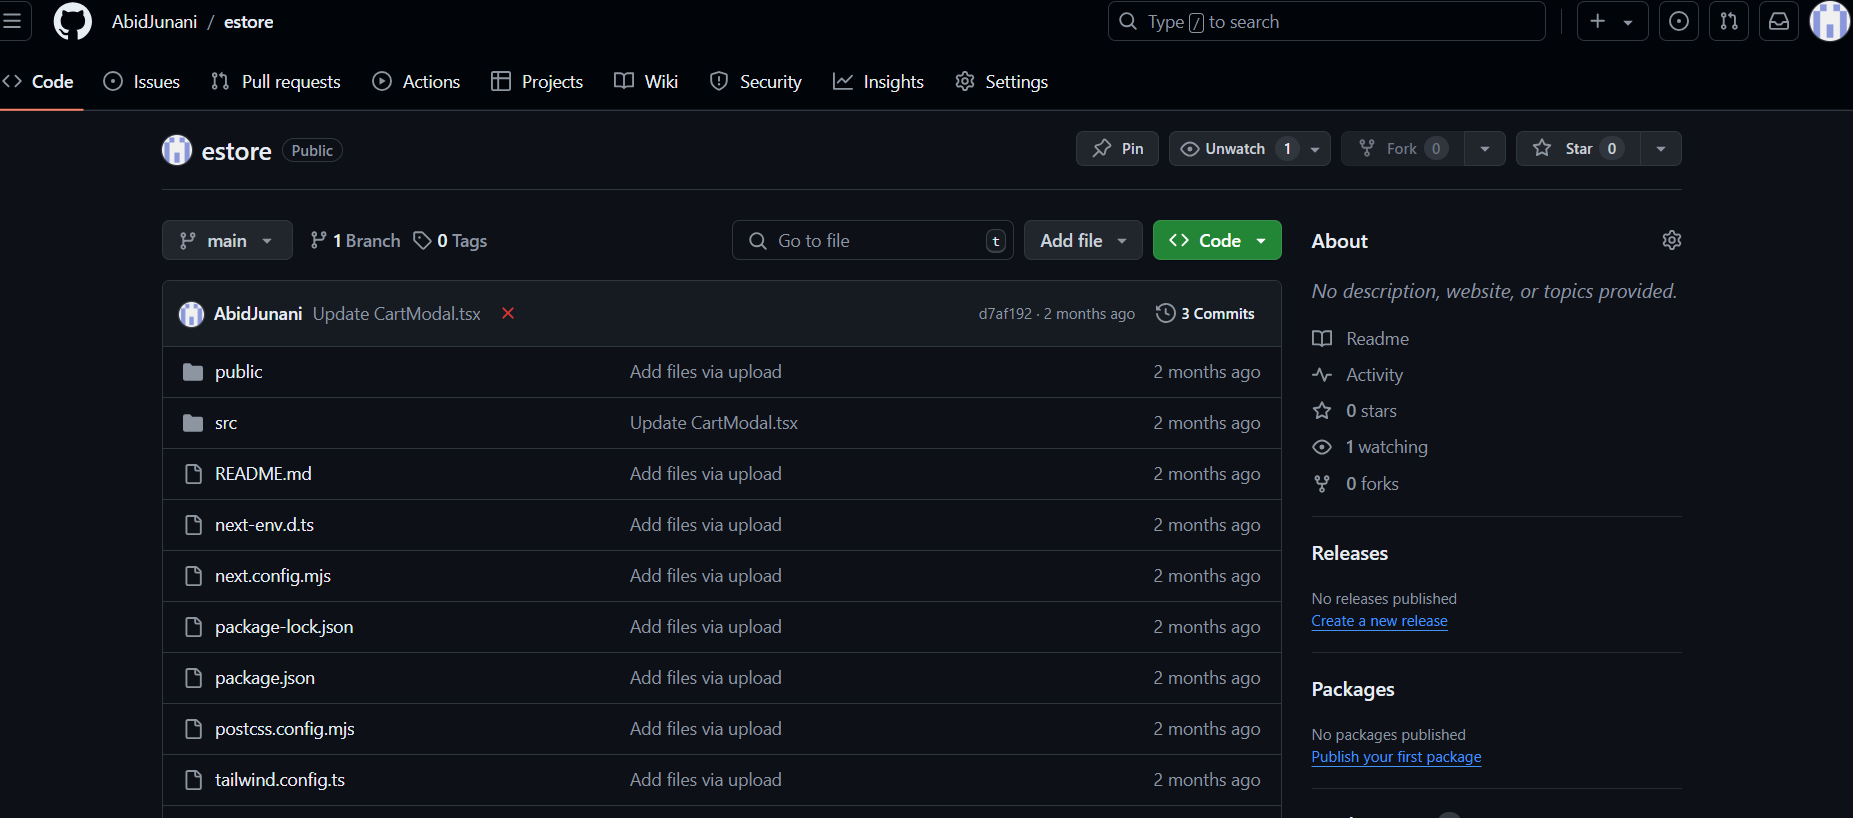 AbidJunani / estore
Type / to search
Code Issues Pull requests Actions Projects Wiki Security Insights Settings
estore Public
Pin Unwatch 1 Fork 0 Star 0
main 1 Branch 0 Tags
Go to file t Add file Code
AbidJunani Update CartModal.tsx d7af192 · 2 months ago 3 Commits
public Add files via upload 2 months ago
src Update CartModal.tsx 2 months ago
README.md Add files via upload 2 months ago
next-env.d.ts Add files via upload 2 months ago
next.config.mjs Add files via upload 2 months ago
package-lock.json Add files via upload 2 months ago
package.json Add files via upload 2 months ago
postcss.config.mjs Add files via upload 2 months ago
tailwind.config.ts Add files via upload 2 months ago
About
No description, website, or topics provided.
Readme
Activity
0 stars
1 watching
0 forks
Releases
No releases published
Create a new release
Packages
No packages published
Publish your first package